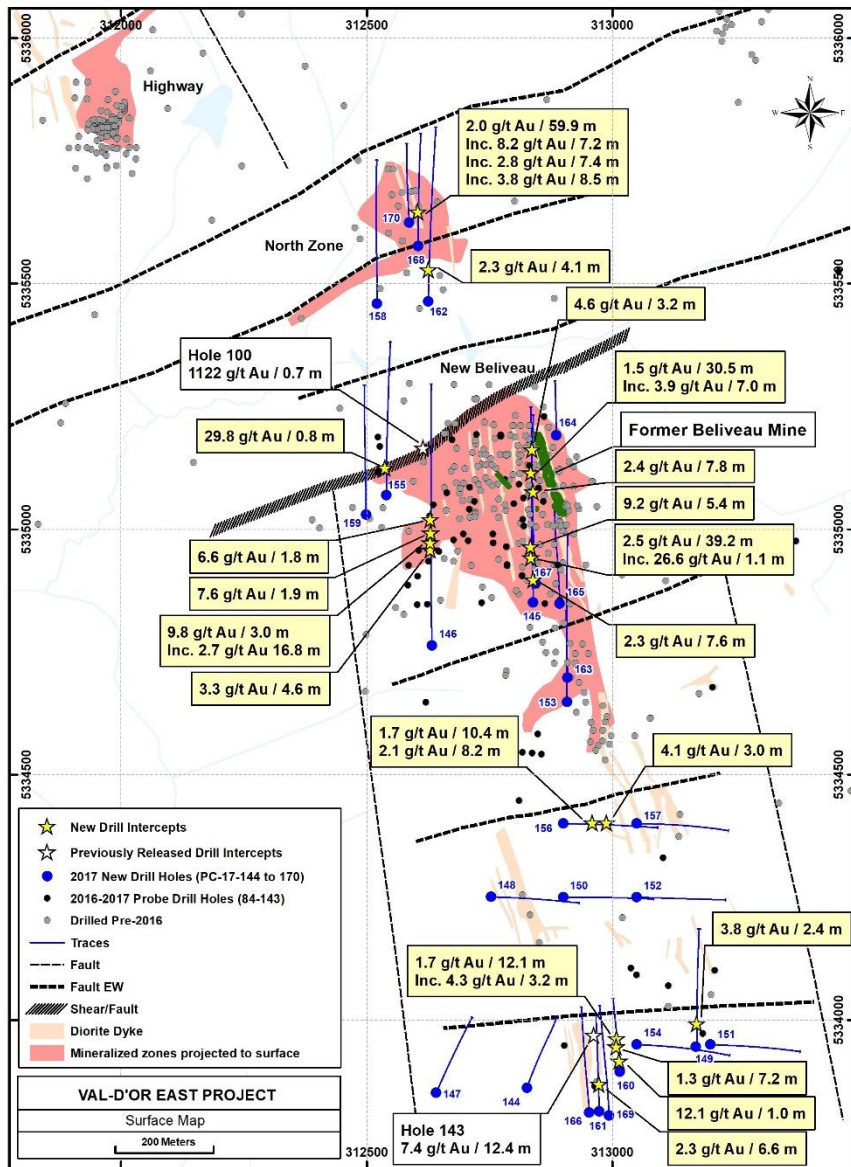 312000
312500
313000
5336000
5336000
Highway
N
W
E
S
2.0 g/t Au / 59.9 m
Inc. 8.2 g/t Au / 7.2 m
Inc. 2.8 g/t Au / 7.4 m
Inc. 3.8 g/t Au / 8.5 m
170
North Zone
168
2.3 g/t Au / 4.1 m
5335500
5335500
158
162
4.6 g/t Au / 3.2 m
Hole 100
1122 g/t Au / 0.7 m
New Beliveau
1.5 g/t Au / 30.5 m
Inc. 3.9 g/t Au / 7.0 m
164
29.8 g/t Au / 0.8 m
Former Beliveau Mine
2.4 g/t Au / 7.8 m
155
159
9.2 g/t Au / 5.4 m
5335000
5335000
6.6 g/t Au / 1.8 m
2.5 g/t Au / 39.2 m
Inc. 26.6 g/t Au / 1.1 m
7.6 g/t Au / 1.9 m
167
165
145
9.8 g/t Au / 3.0 m
Inc. 2.7 g/t Au 16.8 m
146
2.3 g/t Au / 7.6 m
3.3 g/t Au / 4.6 m
163
153
1.7 g/t Au / 10.4 m
2.1 g/t Au / 8.2 m
4.1 g/t Au / 3.0 m
5334500
5334500
156
157
New Drill Intercepts
Previously Released Drill Intercepts
2017 New Drill Holes (PC-17-144 to 170)
2016-2017 Probe Drill Holes (84-143)
Drilled Pre-2016
Traces
Fault
Fault EW
Shear/Fault
Diorite Dyke
Mineralized zones projected to surface
148
150
152
3.8 g/t Au / 2.4 m
1.7 g/t Au / 12.1 m
Inc. 4.3 g/t Au / 3.2 m
5334000
154
151
149
147
144
160
1.3 g/t Au / 7.2 m
166
161
169
12.1 g/t Au / 1.0 m
Hole 143
7.4 g/t Au / 12.4 m
2.3 g/t Au / 6.6 m
VAL-D'OR EAST PROJECT
Surface Map
200 Meters
312500
313000